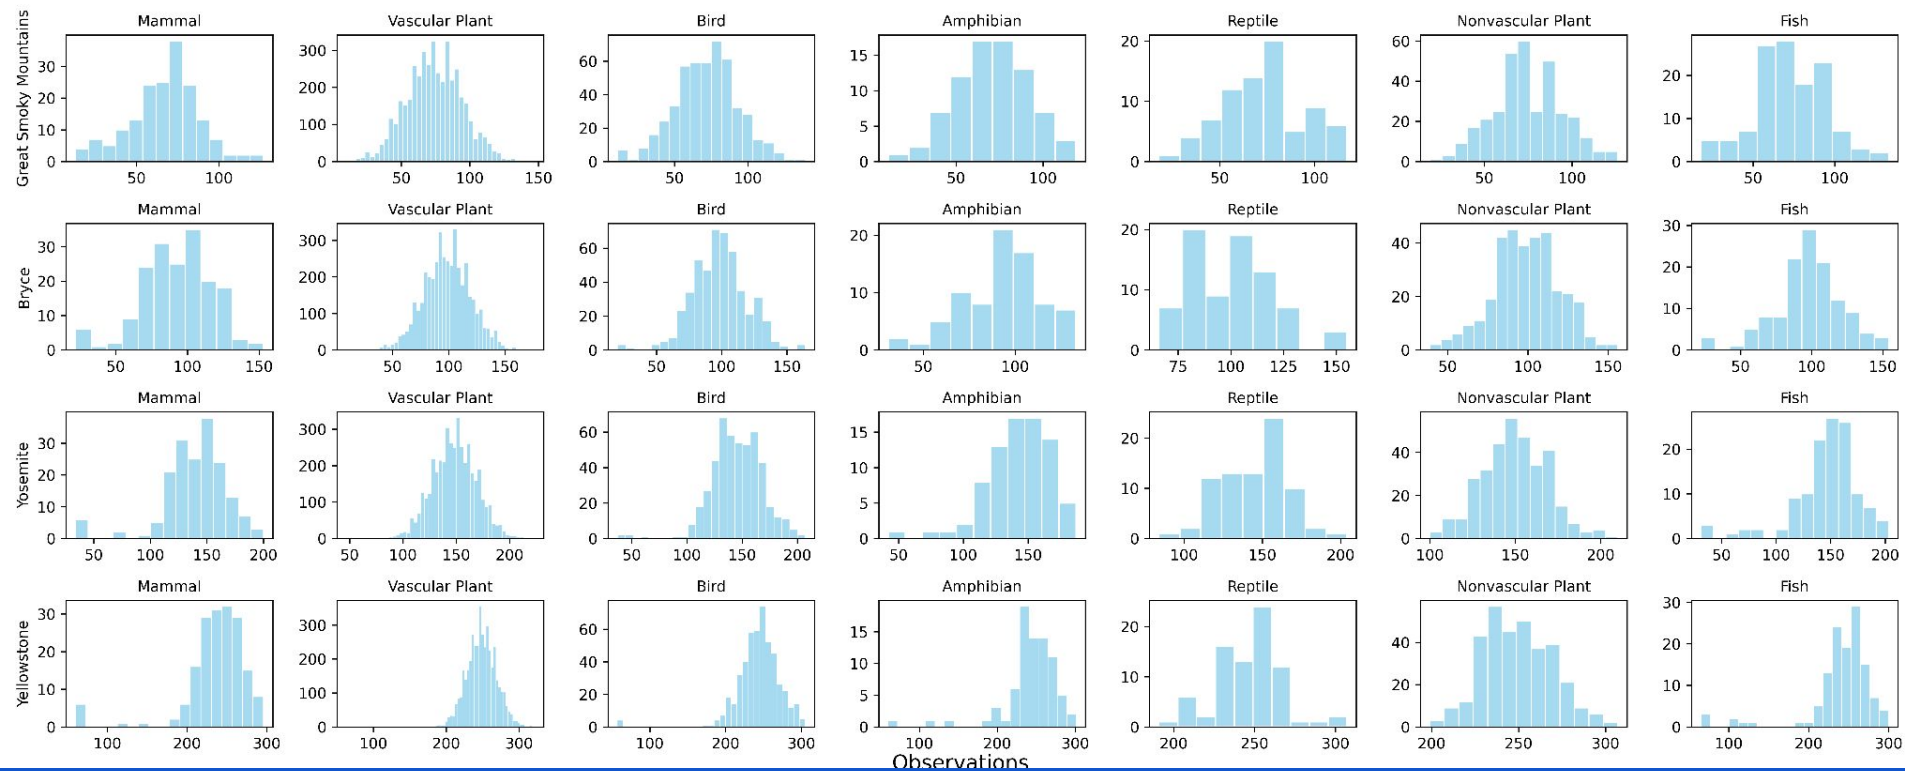 Mammal Vascular Plant Bird Amphibian Reptile Nonvascular Plant Fish
Great Smoky Mountains
0 10 20 30
50 100
0 100 200 300
50 100 150
0 20 40 60
50 100
0 5 10 15
50 100
0 10 20
50 100
0 20 40 60
50 100
0 10 20
50 100
Mammal Vascular Plant Bird Amphibian Reptile Nonvascular Plant Fish
Bryce
0 10 20 30
50 100 150
0 100 200 300
50 100 150
0 20 40 60
50 100 150
0 10 20
50 100
0 10 20
75 100 125 150
0 20 40
50 100 150
0 10 20 30
50 100 150
Mammal Vascular Plant Bird Amphibian Reptile Nonvascular Plant Fish
Yosemite
0 10 20 30
50 100 150 200
0 100 200 300
50 100 150 200
0 20 40 60
50 100 150 200
0 5 10 15
50 100 150
0 10 20
100 150 200
0 20 40
100 150 200
0 10 20
50 100 150 200
Mammal Vascular Plant Bird Amphibian Reptile Nonvascular Plant Fish
Yellowstone
0 10 20 30
100 200 300
0 100 200 300
100 200 300
0 20 40 60
100 200 300
0 5 10 15
100 200 300
0 10 20
200 250 300
0 20 40
200 250 300
0 10 20 30
100 200 300
Observations